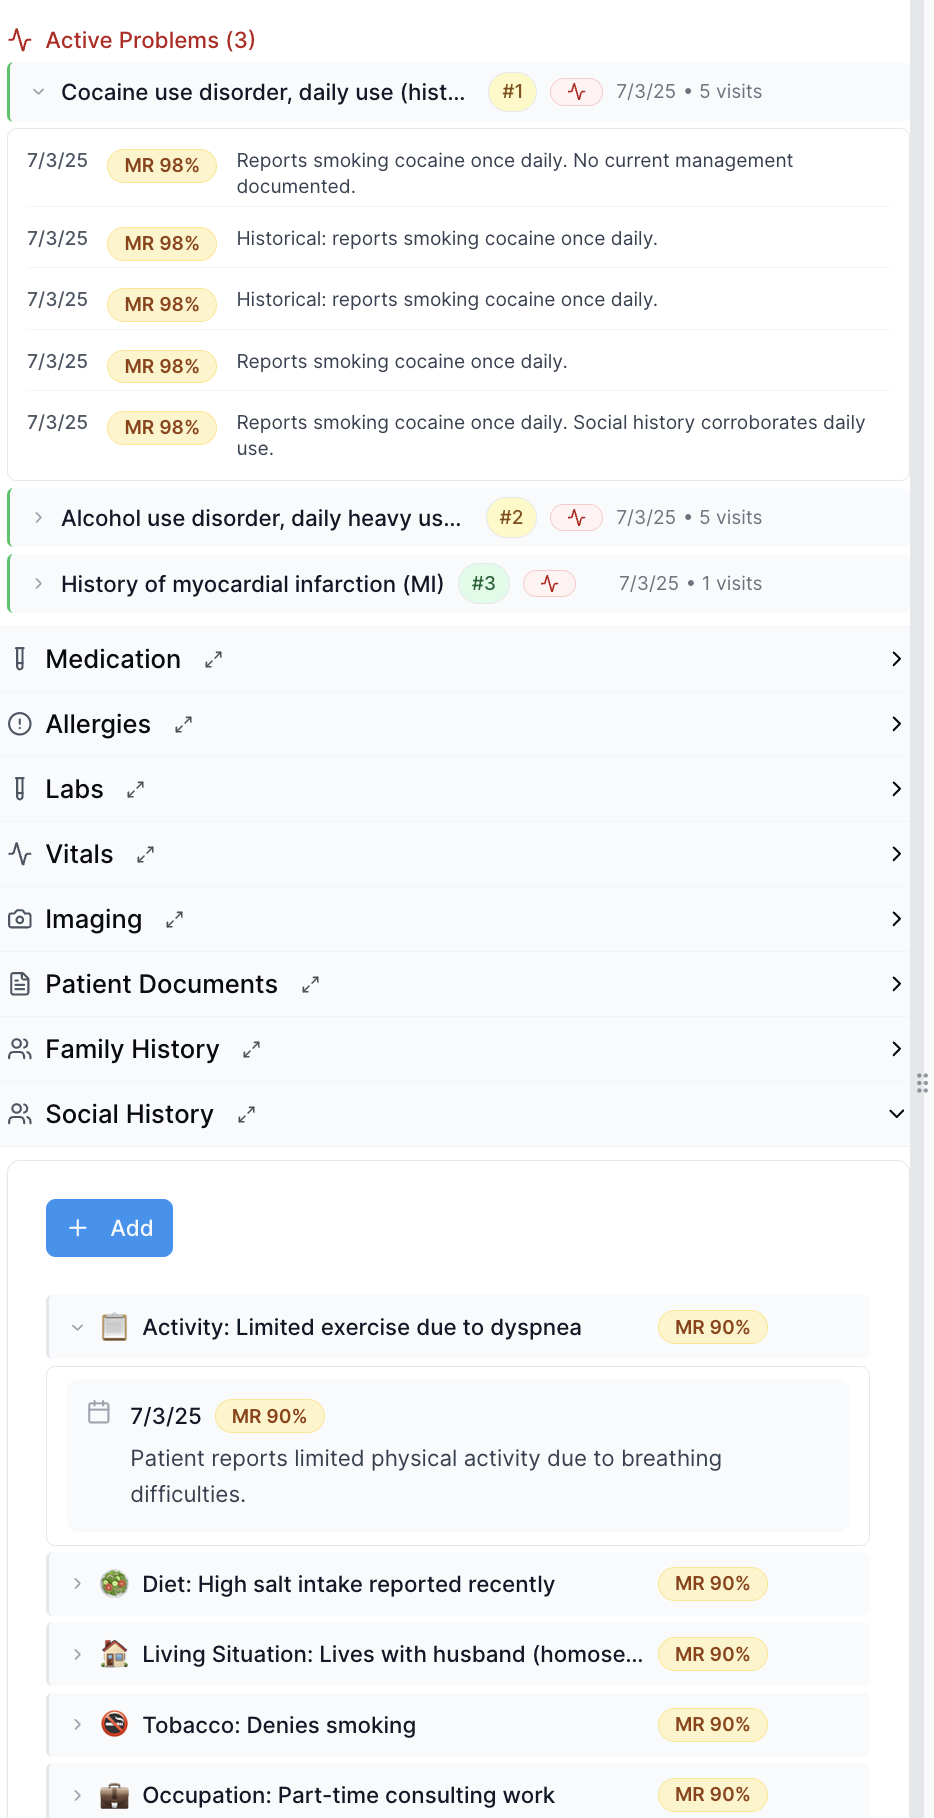 Active Problems (3)
Cocaine use disorder, daily use (hist... #1 7/3/25 • 5 visits
7/3/25 MR 98% Reports smoking cocaine once daily. No current management
documented.
7/3/25 MR 98% Historical: reports smoking cocaine once daily.
7/3/25 MR 98% Historical: reports smoking cocaine once daily.
7/3/25 MR 98% Reports smoking cocaine once daily.
7/3/25 MR 98% Reports smoking cocaine once daily. Social history corroborates daily
use.
Alcohol use disorder, daily heavy us... #2 7/3/25 • 5 visits
History of myocardial infarction (MI) #3 7/3/25 • 1 visits
Medication
Allergies
Labs
Vitals
Imaging
Patient Documents
Family History
Social History
+ Add
Activity: Limited exercise due to dyspnea MR 90%
7/3/25 MR 90%
Patient reports limited physical activity due to breathing
difficulties.
Diet: High salt intake reported recently MR 90%
Living Situation: Lives with husband (homose... MR 90%
Tobacco: Denies smoking MR 90%
Occupation: Part-time consulting work MR 90%